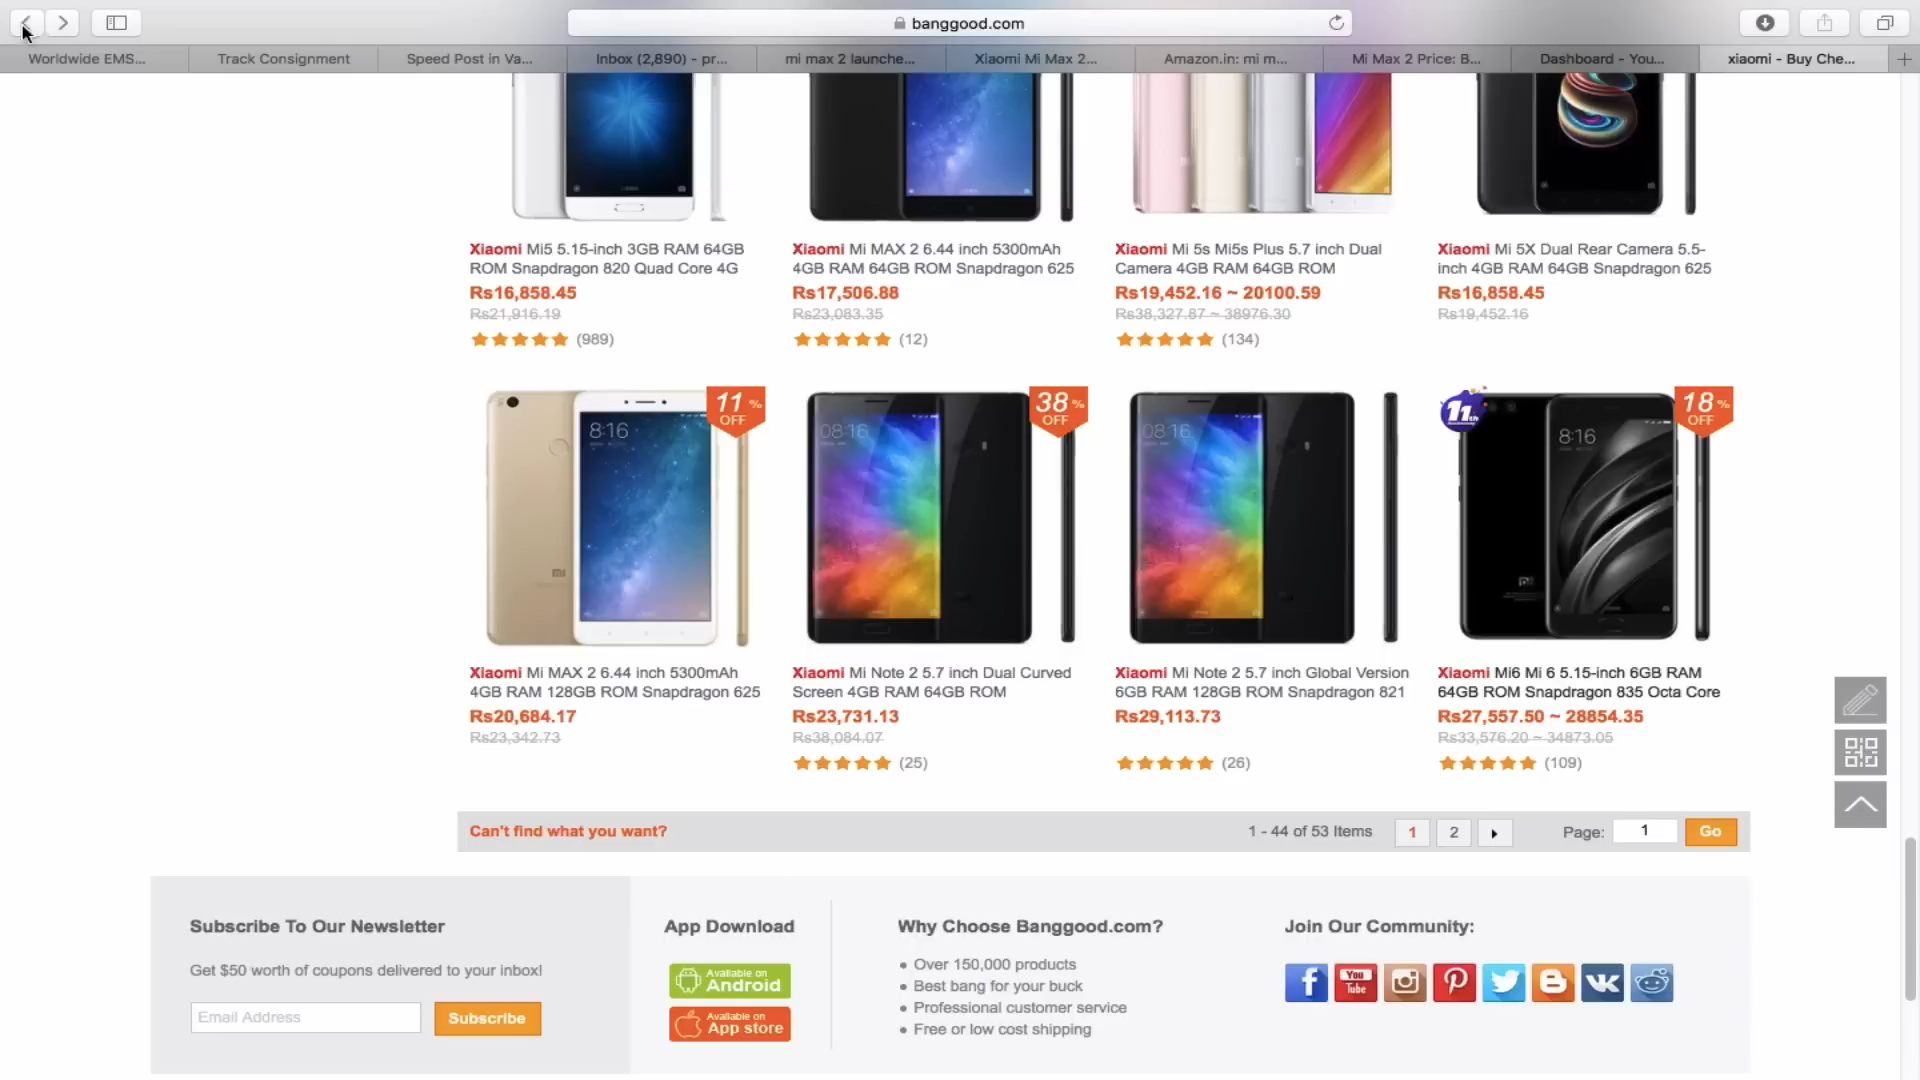 banggood.com
Worldwide EMS...
Track Consignment
Speed Post in Va...
Inbox (2,890) - pr...
mi max 2 launche...
Xiaomi Mi Max 2...
Amazon.in: mi m...
Mi Max 2 Price: B...
Dashboard - You...
xiaomi - Buy Che...
Xiaomi Mi5 5.15-inch 3GB RAM 64GB
ROM Snapdragon 820 Quad Core 4G
Rs16,858.45
Rs21,916.19
(989)
Xiaomi Mi MAX 2 6.44 inch 5300mAh
4GB RAM 64GB ROM Snapdragon 625
Rs17,506.88
Rs23,083.35
(12)
Xiaomi Mi 5s Mi5s Plus 5.7 inch Dual
Camera 4GB RAM 64GB ROM
Rs19,452.16 ~ 20100.59
Rs38,327.87 ~ 38976.30
(134)
Xiaomi Mi 5X Dual Rear Camera 5.5-
inch 4GB RAM 64GB Snapdragon 625
Rs16,858.45
Rs19,452.16
11%
OFF
8:16
mi
38%
OFF
08:16
08:16
11th
18%
OFF
8:16
mi
Xiaomi Mi MAX 2 6.44 inch 5300mAh
4GB RAM 128GB ROM Snapdragon 625
Rs20,684.17
Rs23,342.73
Xiaomi Mi Note 2 5.7 inch Dual Curved
Screen 4GB RAM 64GB ROM
Rs23,731.13
Rs38,084.07
(25)
Xiaomi Mi Note 2 5.7 inch Global Version
6GB RAM 128GB ROM Snapdragon 821
Rs29,113.73
(26)
Xiaomi Mi6 Mi 6 5.15-inch 6GB RAM
64GB ROM Snapdragon 835 Octa Core
Rs27,557.50 ~ 28854.35
Rs33,576.20 ~ 34873.05
(109)
Can't find what you want?
1 - 44 of 53 Items
1
2
Page:
1
Go
Subscribe To Our Newsletter
Get $50 worth of coupons delivered to your inbox!
Email Address
Subscribe
App Download
Available on
Android
Available on
App store
Why Choose Banggood.com?
• Over 150,000 products
• Best bang for your buck
• Professional customer service
• Free or low cost shipping
Join Our Community:
You
Tube